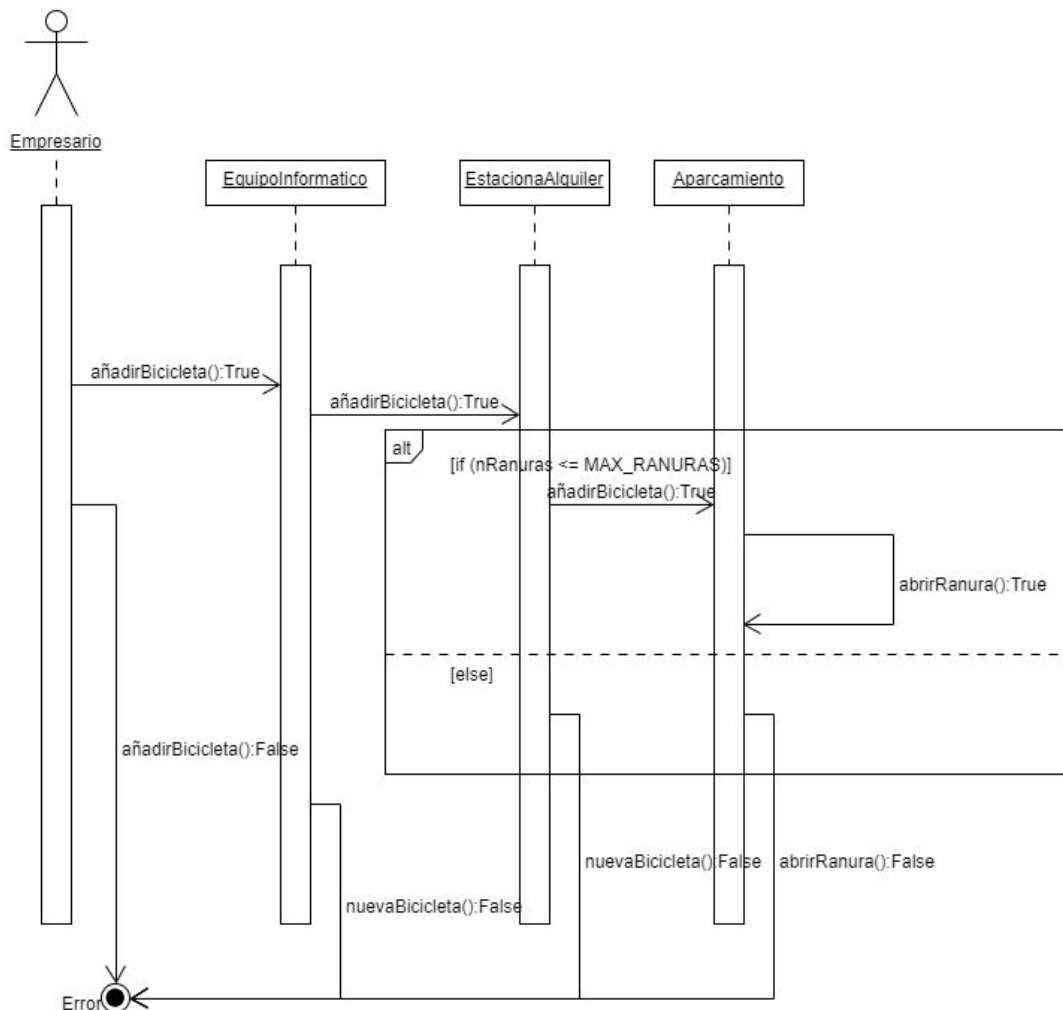 Empresario
EquipoInformatico
EstacionaAlquiler
Aparcamiento
añadirBicicleta():True
añadirBicicleta():True
alt
[if (nRanuras <= MAX_RANURAS)]
añadirBicicleta():True
abrirRanura():True
[else]
añadirBicicleta():False
nuevaBicicleta():False
abrirRanura():False
nuevaBicicleta():False
Error